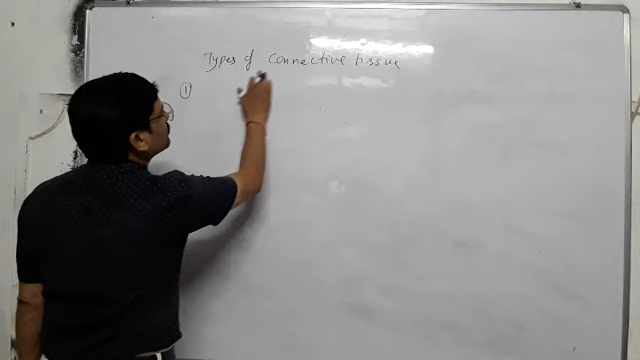 Types of Connective tissue
①